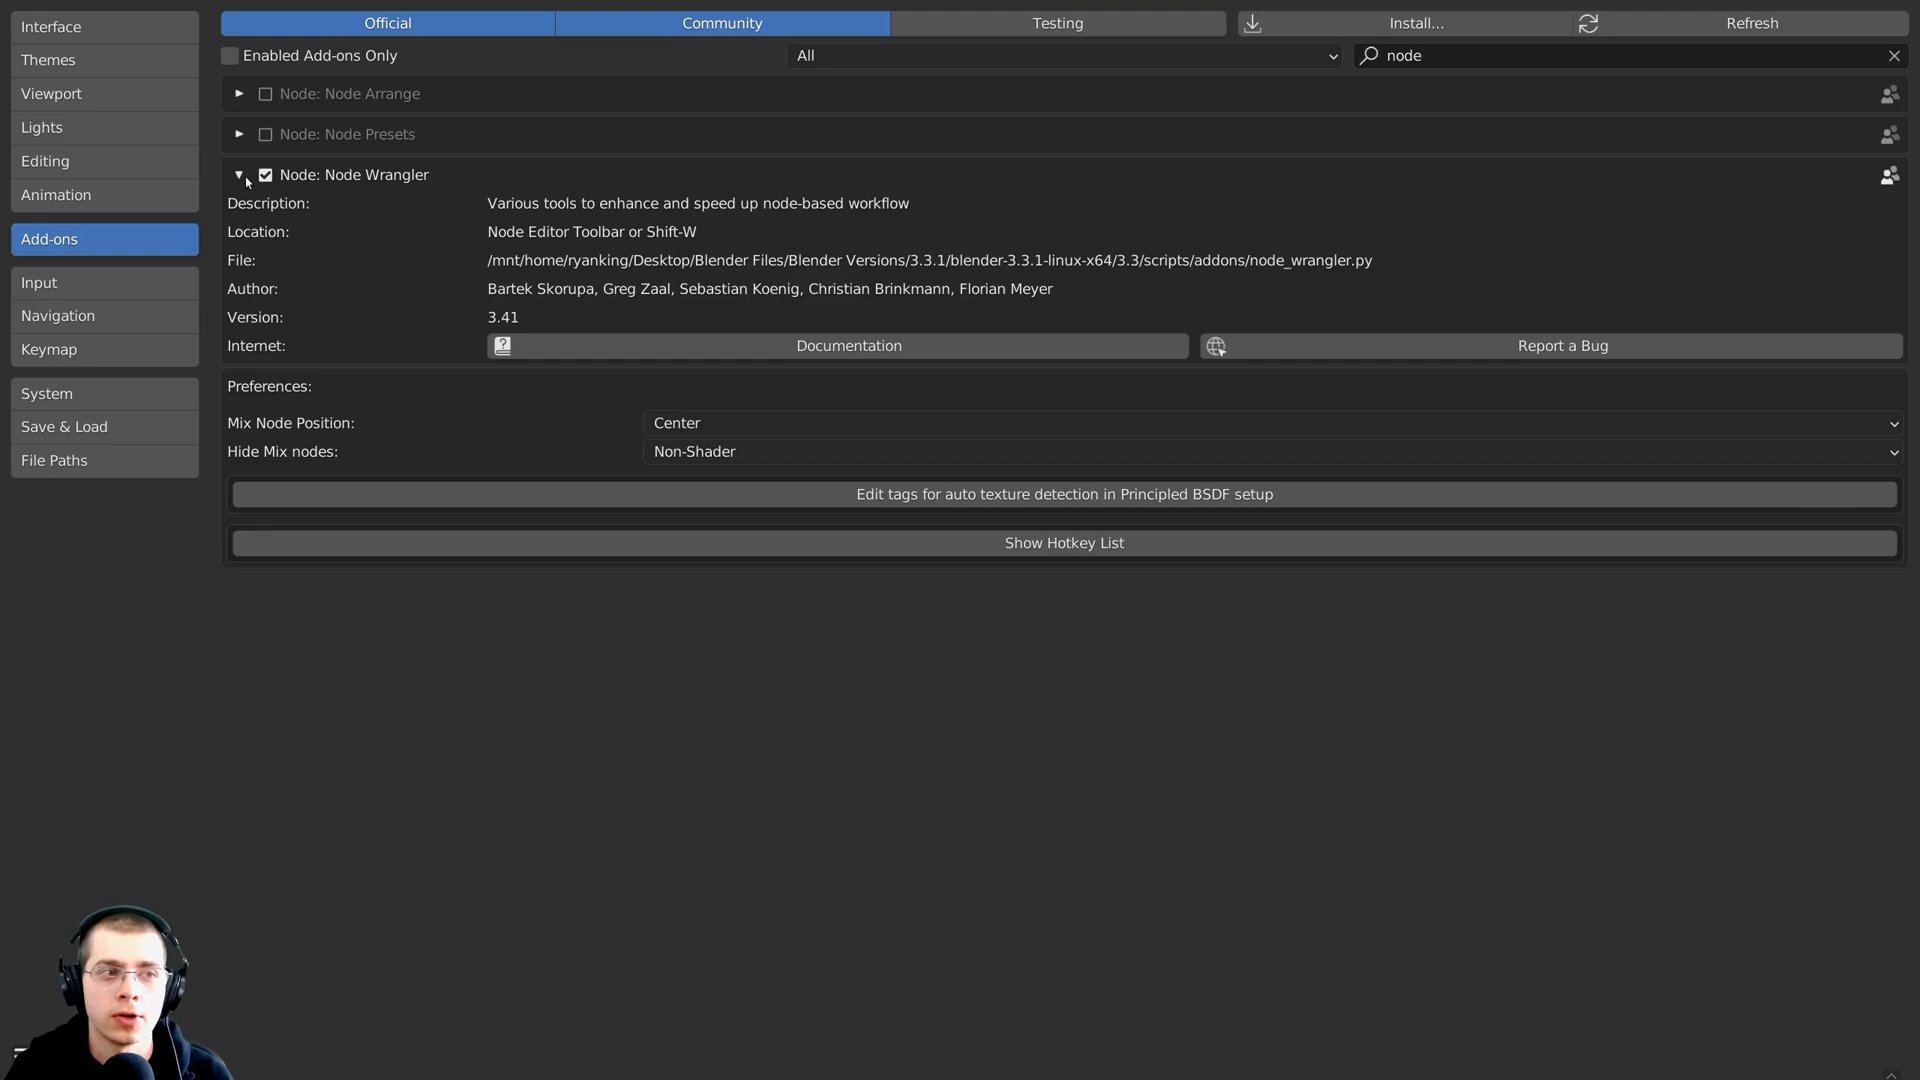 Interface
Themes
Viewport
Lights
Editing
Animation
Add-ons
Input
Navigation
Keymap
System
Save & Load
File Paths
Official Community Testing Install... Refresh
Enabled Add-ons Only All node
Node: Node Arrange
Node: Node Presets
Node: Node Wrangler
Description: Various tools to enhance and speed up node-based workflow
Location: Node Editor Toolbar or Shift-W
File: /mnt/home/ryanking/Desktop/Blender Files/Blender Versions/3.3.1/blender-3.3.1-linux-x64/3.3/scripts/addons/node_wrangler.py
Author: Bartek Skorupa, Greg Zaal, Sebastian Koenig, Christian Brinkmann, Florian Meyer
Version: 3.41
Internet: Documentation Report a Bug
Preferences:
Mix Node Position: Center
Hide Mix nodes: Non-Shader
Edit tags for auto texture detection in Principled BSDF setup
Show Hotkey List